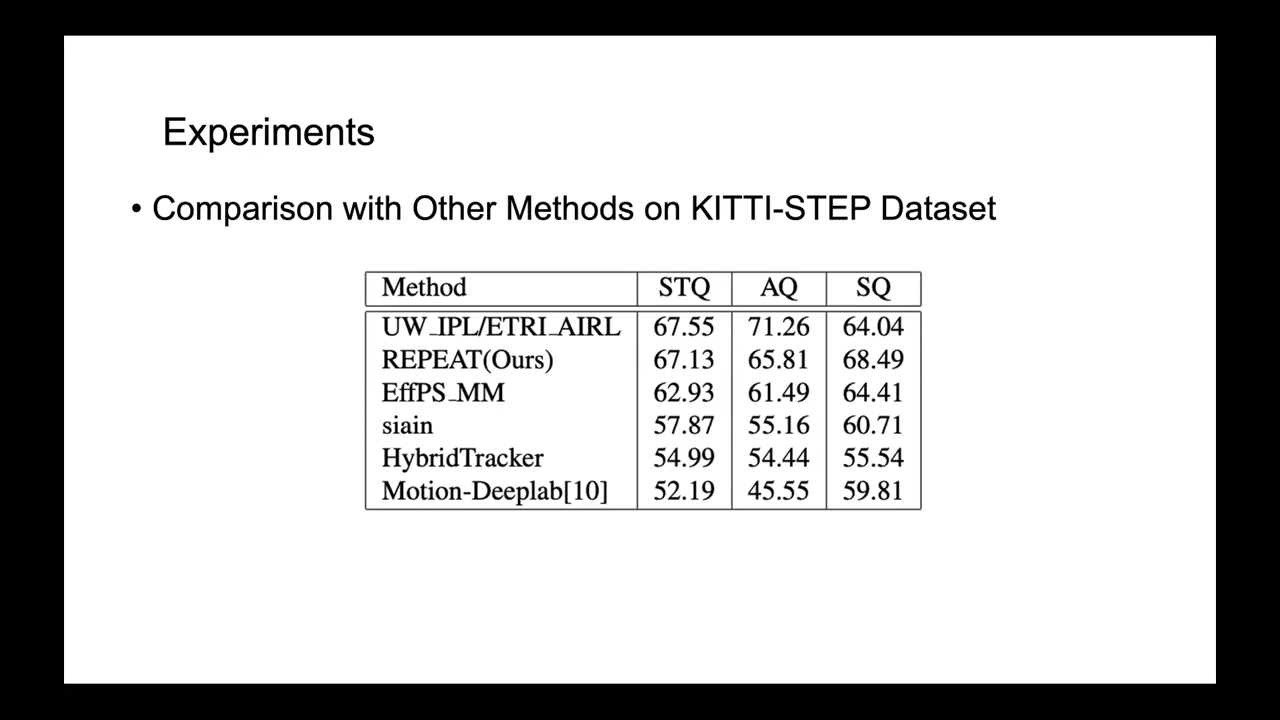 Experiments
• Comparison with Other Methods on KITTI-STEP Dataset
Method STQ AQ SQ
UW_IPL/ETRI_AIRL 67.55 71.26 64.04
REPEAT(Ours) 67.13 65.81 68.49
EffPS_MM 62.93 61.49 64.41
siain 57.87 55.16 60.71
HybridTracker 54.99 54.44 55.54
Motion-Deeplab[10] 52.19 45.55 59.81